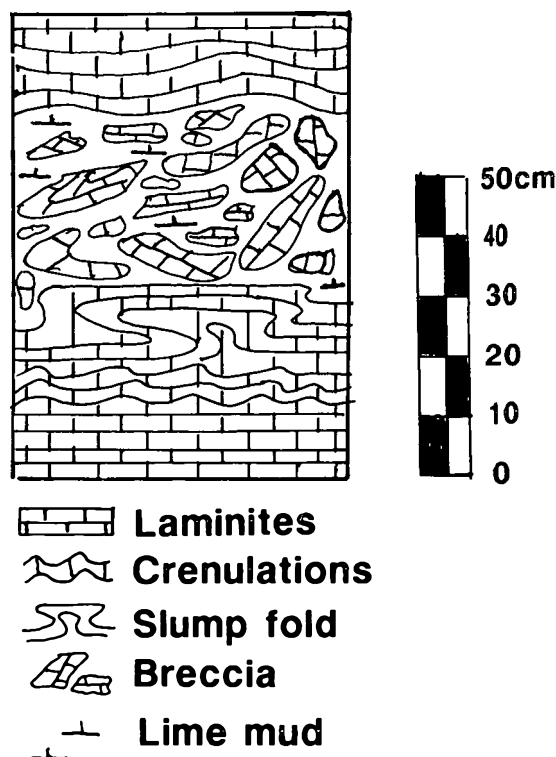 50cm
40
30
20
10
0
Laminites
Crenulations
Slump fold
Breccia
Lime mud